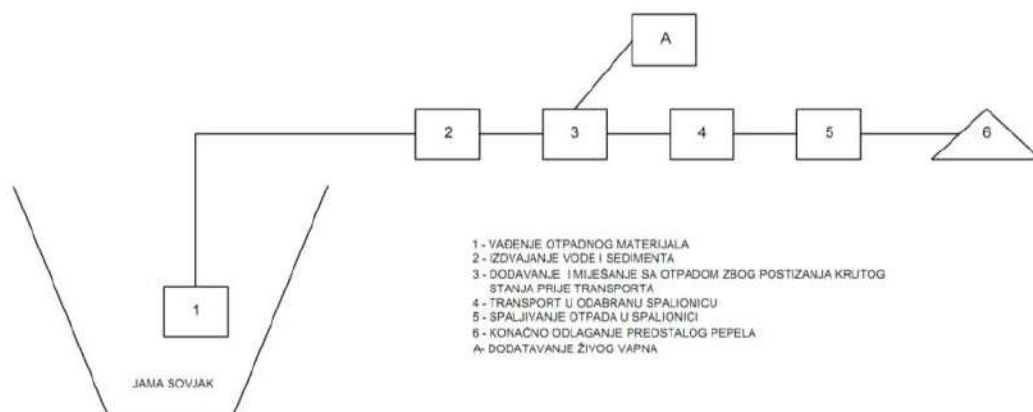 A
2
3
4
5
6
1
JAMA SOVJAK
1 - VAĐENJE OTPADNOG MATERIJALA
2 - IZDVAJANJE VODE I SEDIMENTA
3 - DODAVANJE I MIJEŠANJE SA OTPADOM ZBOG POSTIZANJA KRUTOG
STANJA PRIJE TRANSPORTA
4 - TRANSPORT U ODABRANU SPALIONICU
5 - SPALJIVANJE OTPADA U SPALIONICI
6 - KONAČNO ODLAGANJE PREDSTALOG PEPELA
A- DODATAVANJE ŽIVOG VAPNA